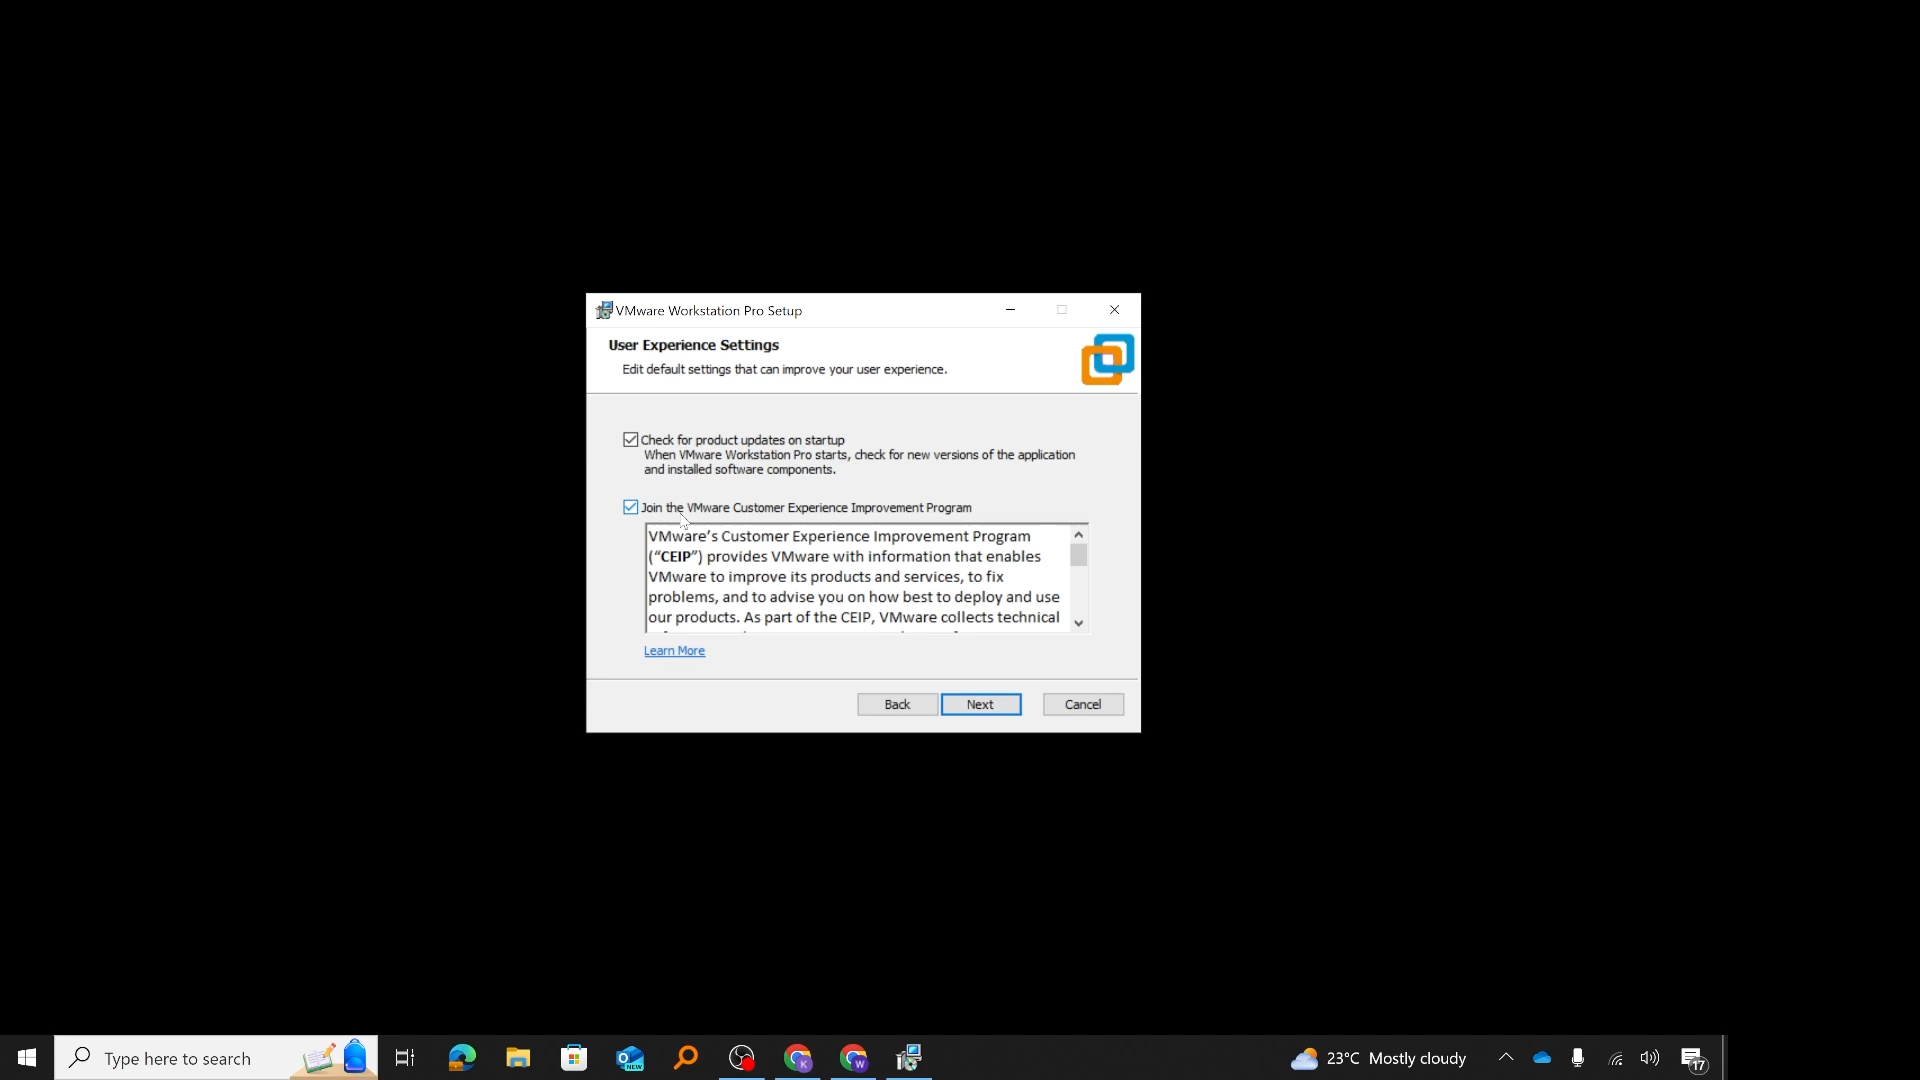 VMware Workstation Pro Setup
User Experience Settings
Edit default settings that can improve your user experience.
Check for product updates on startup
When VMware Workstation Pro starts, check for new versions of the application
and installed software components.
Join the VMware Customer Experience Improvement Program
VMware’s Customer Experience Improvement Program
(“CEIP”) provides VMware with information that enables
VMware to improve its products and services, to fix
problems, and to advise you on how best to deploy and use
our products. As part of the CEIP, VMware collects technical
Learn More
Back Next Cancel
Type here to search NEW K W 23°C Mostly cloudy 17